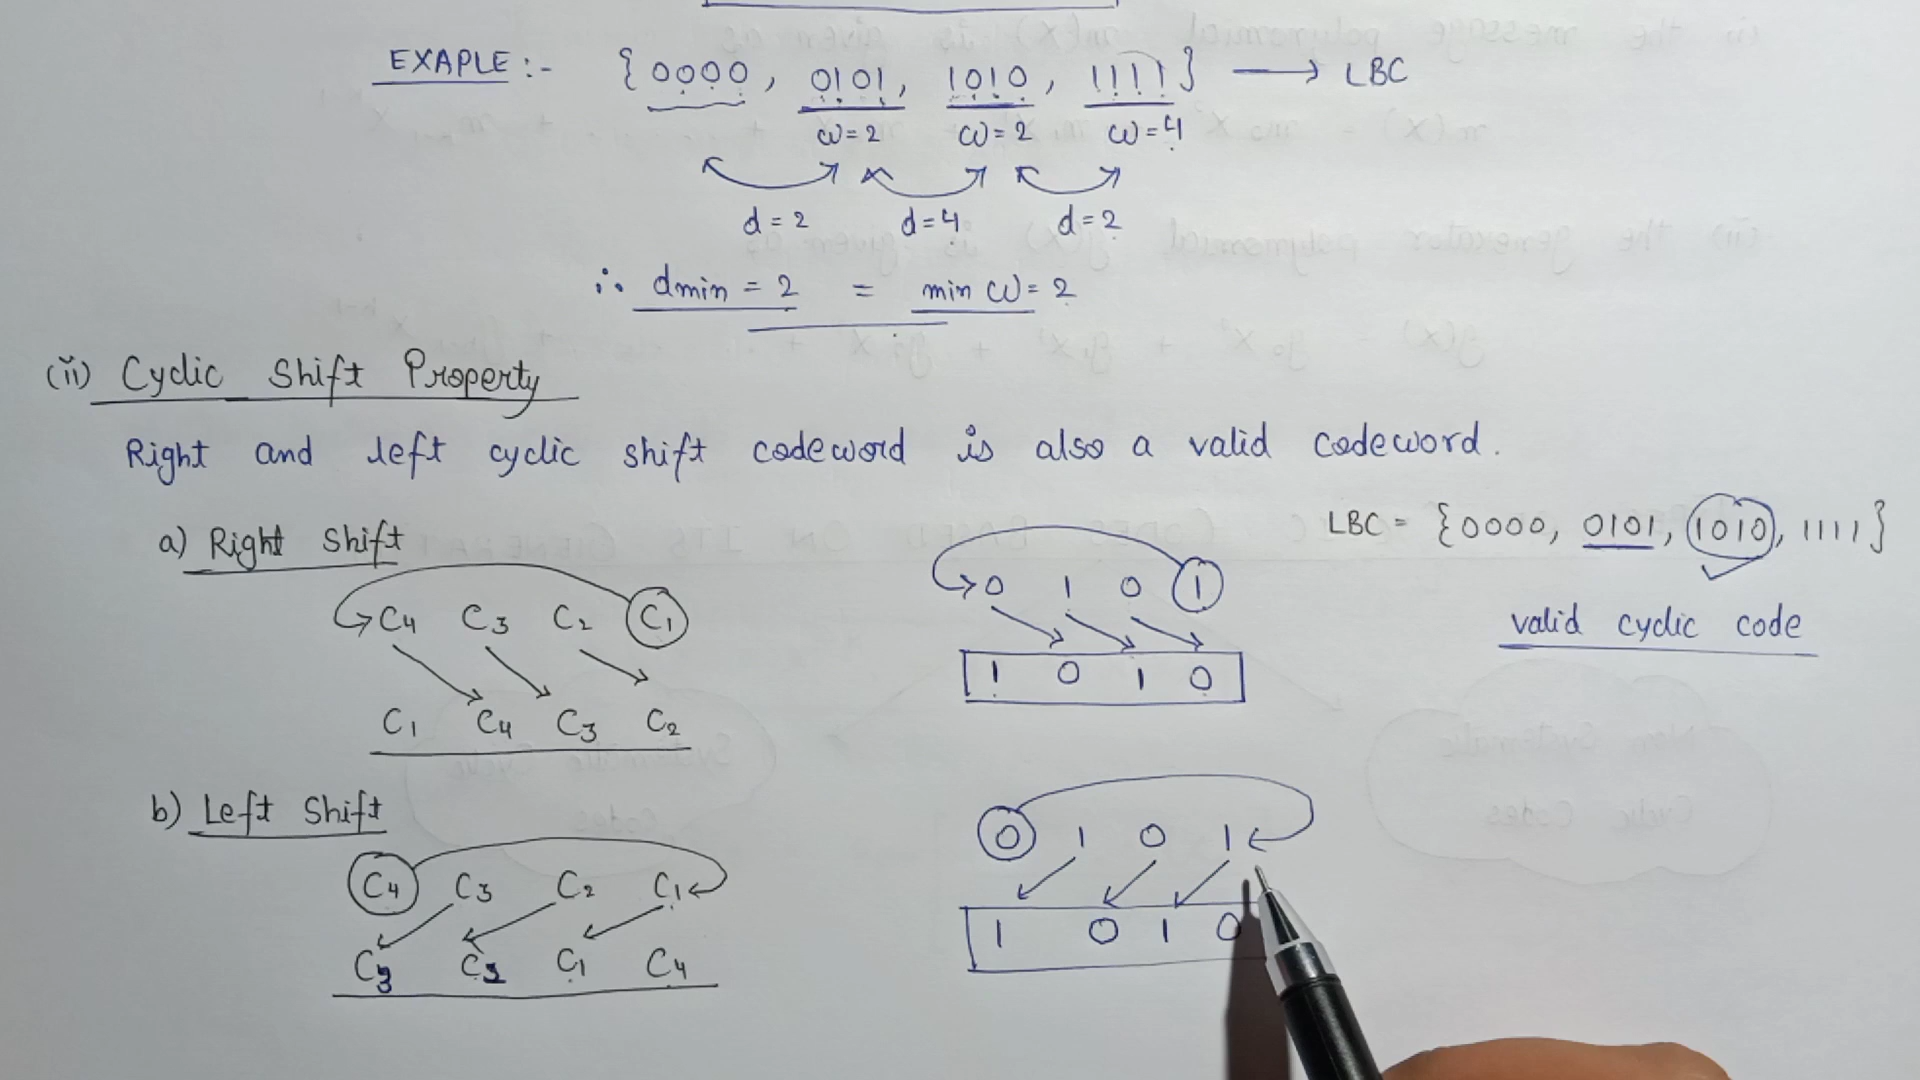 EXAPLE :- {0000, 0101, 1010, 1111} → LBC
ω=2 ω=2 ω=4
d=2 d=4 d=2
∴ dmin = 2 = min ω = 2
(ii) Cyclic Shift Property
Right and left cyclic shift codeword is also a valid codeword.
LBC = {0000, 0101, 1010, 1111}
valid cyclic code
a) Right Shift
C4 C3 C2 C1
C1 C4 C3 C2
0 1 0 1
1 0 1 0
b) Left Shift
C4 C3 C2 C1
C3 C2 C1 C4
0 1 0 1
1 0 1 0